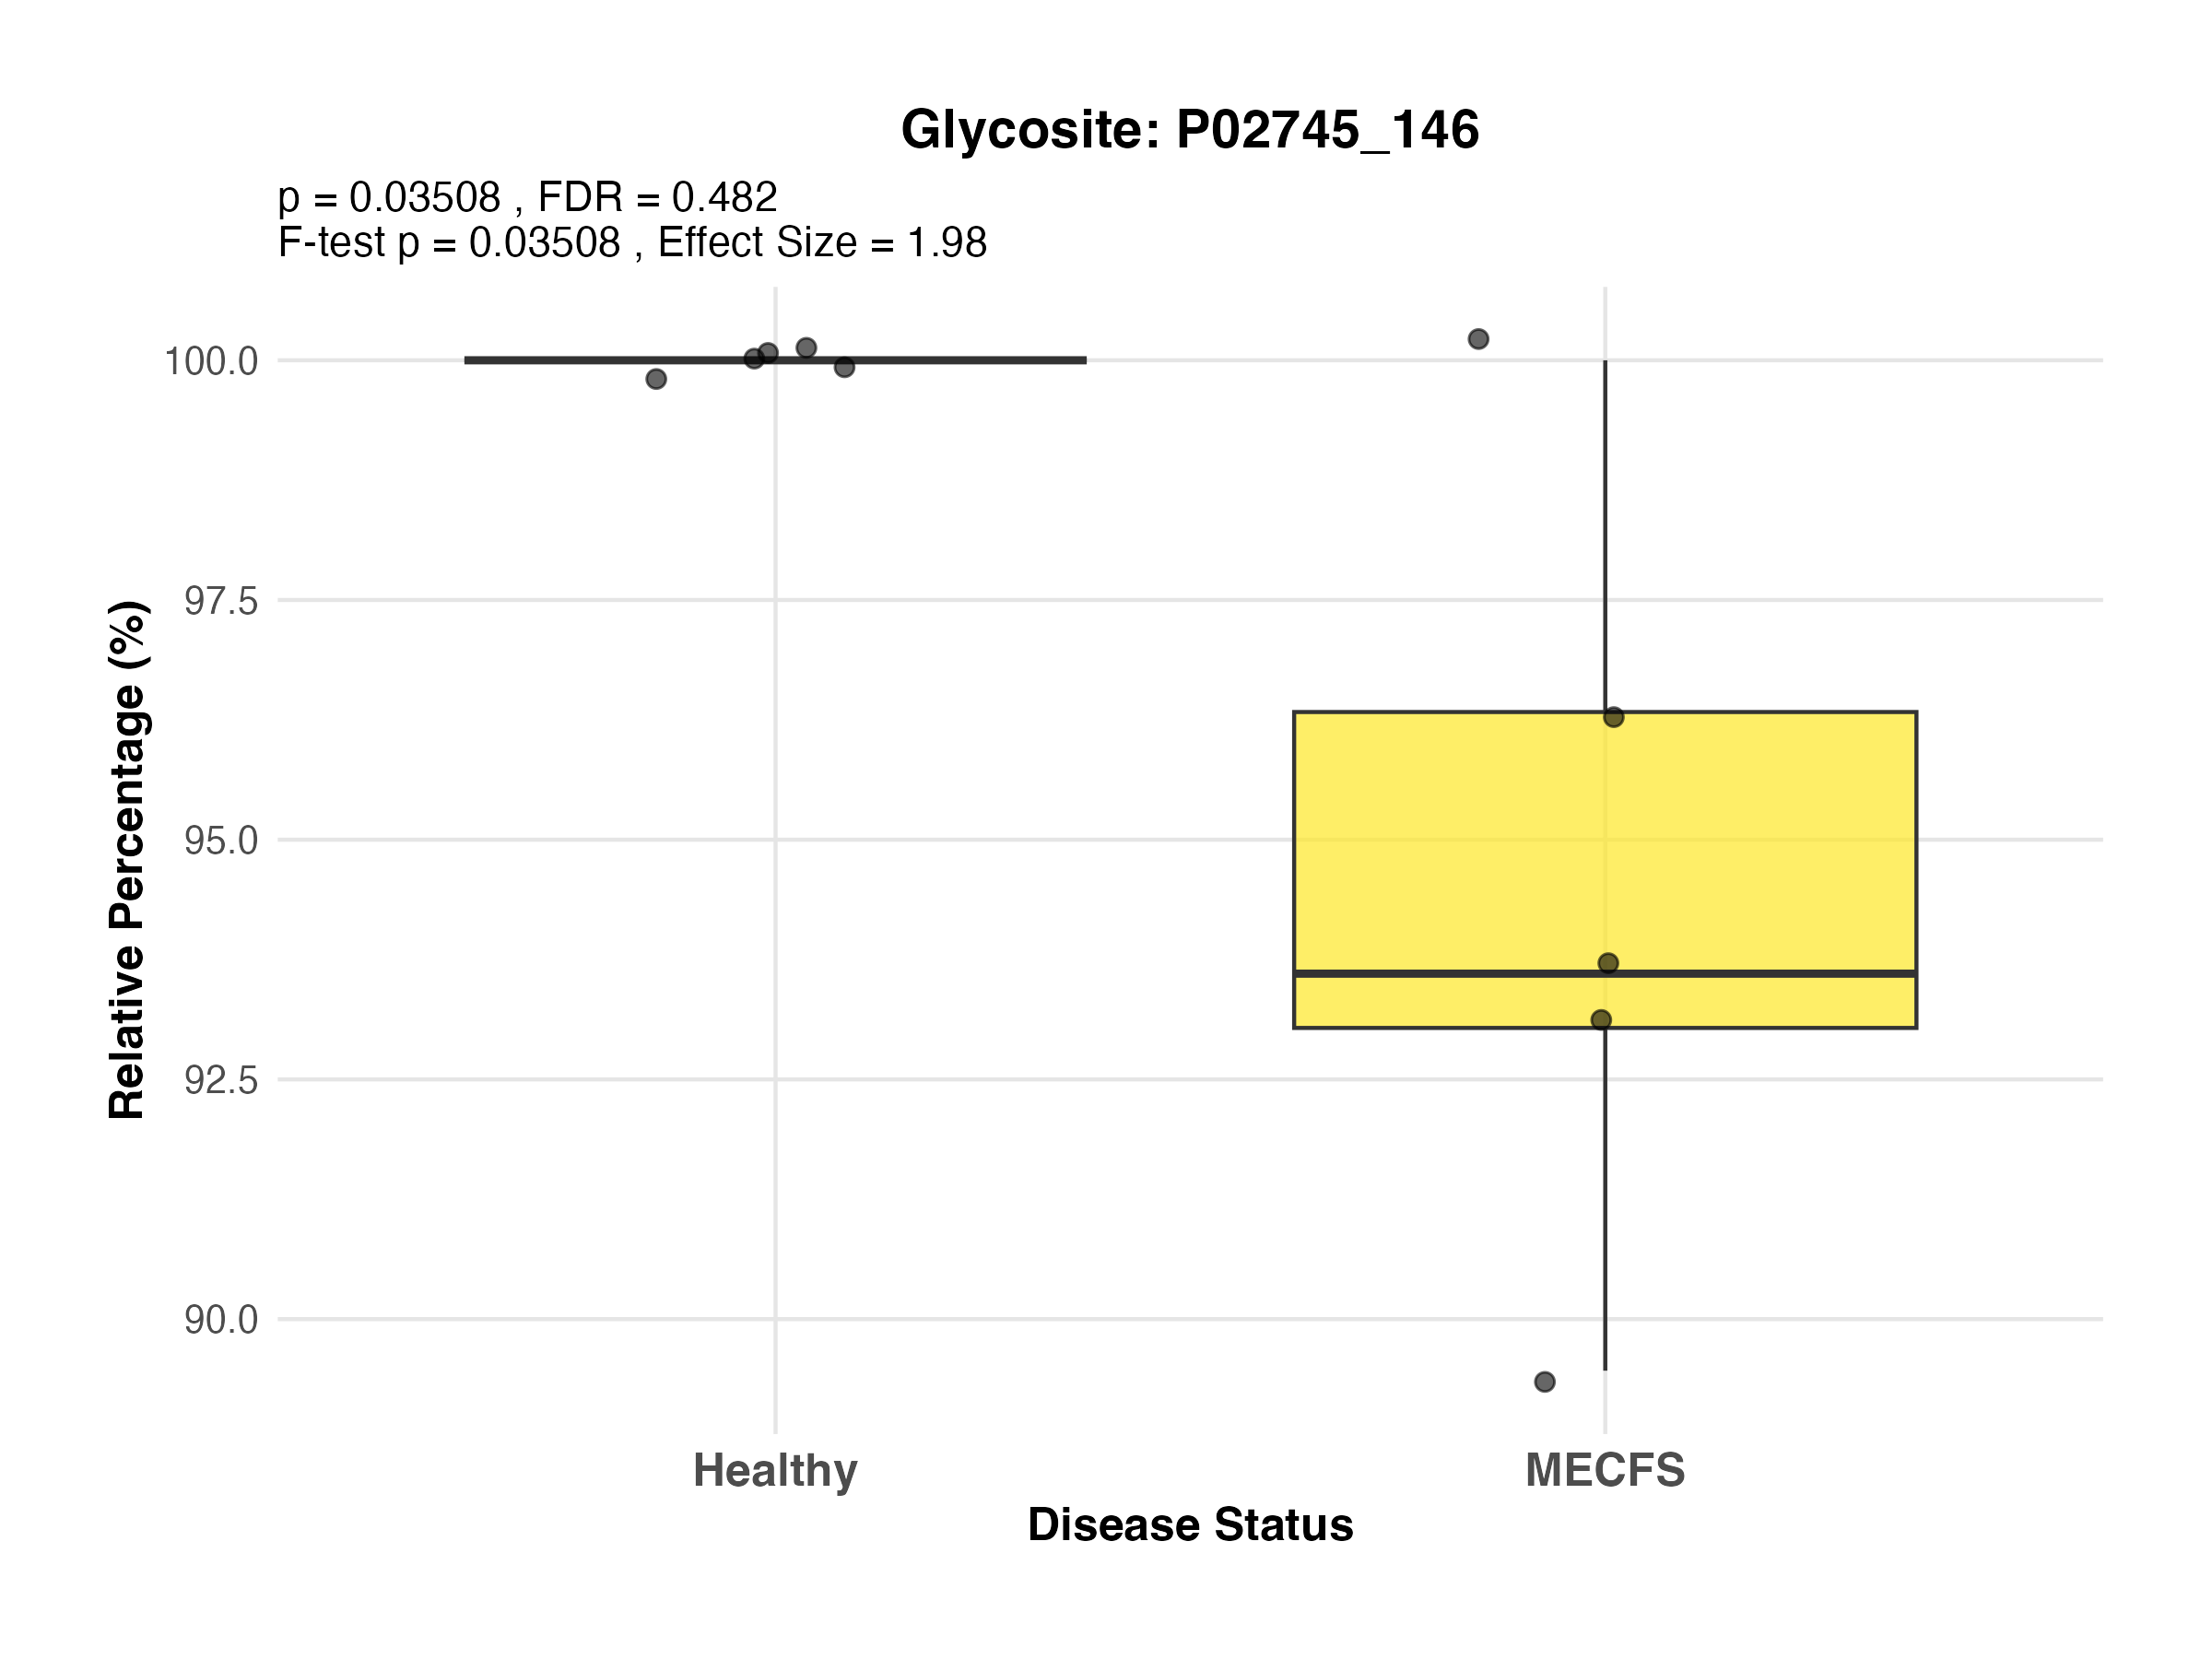 Glycosite: P02745_146
p = 0.03508 , FDR = 0.482
F-test p = 0.03508 , Effect Size = 1.98
Relative Percentage (%)
100.0
97.5
95.0
92.5
90.0
Healthy
MECFS
Disease Status